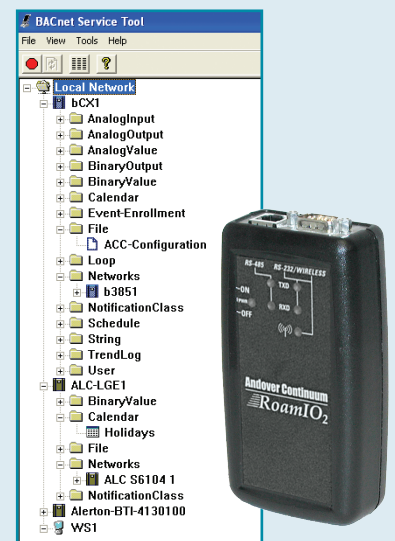 BACnet Service Tool
File View Tools Help
Local Network
bCX1
AnalogInput
AnalogOutput
AnalogValue
BinaryOutput
BinaryValue
Calendar
Event-Enrollment
File
ACC-Configuration
Loop
Networks
b3851
NotificationClass
Schedule
String
TrendLog
User
ALC-LGE1
BinaryValue
Calendar
Holidays
File
Networks
ALC S6104 1
NotificationClass
Alerton-BTI-4130100
WS1
RS-485 RS-232/WIRELESS
ON TXD
PWR RXD
OFF
Andover Continuum
RoamIO2